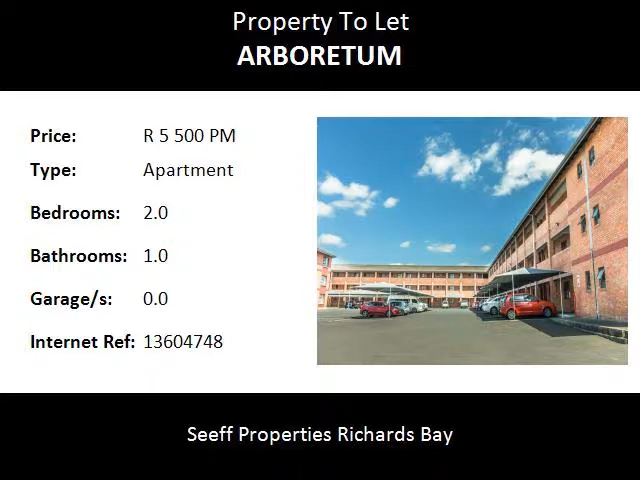 Property To Let
ARBORETUM
Price: R 5 500 PM
Type: Apartment
Bedrooms: 2.0
Bathrooms: 1.0
Garage/s: 0.0
Internet Ref: 13604748
Seeff Properties Richards Bay